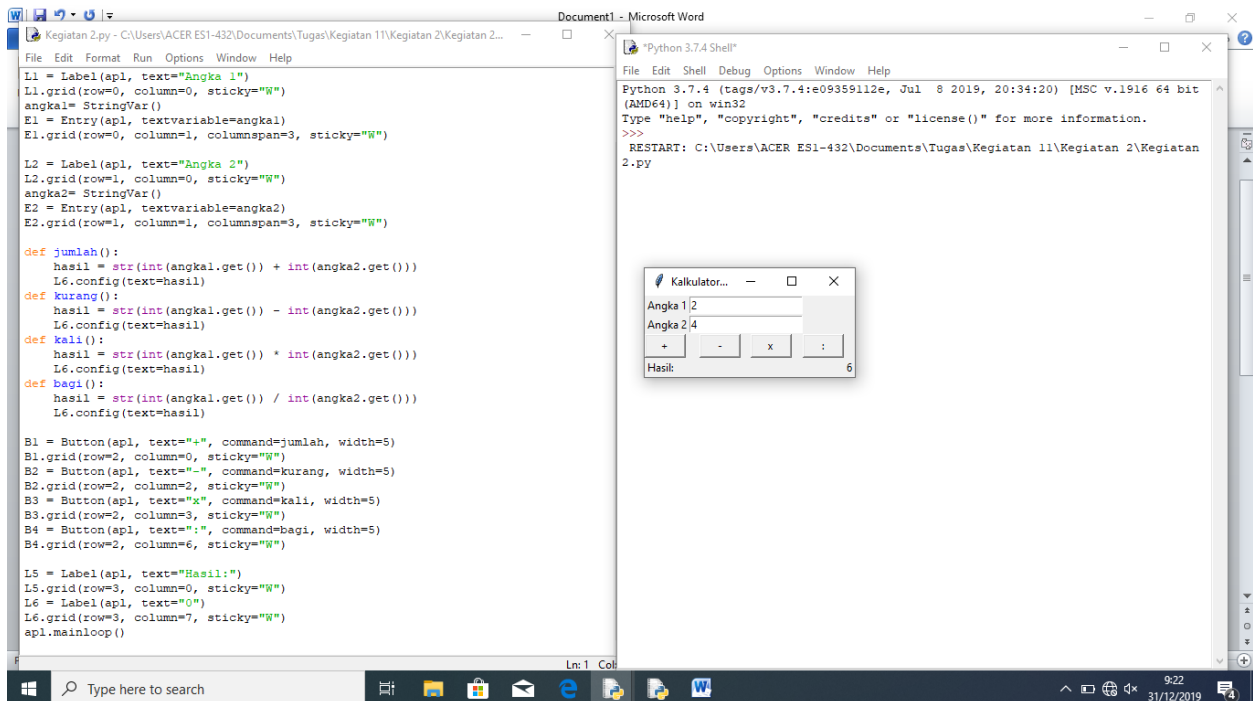 Document1 - Microsoft Word
Kegiatan 2.py - C:\Users\ACER ES1-432\Documents\Tugas\Kegiatan 11\Kegiatan 2\Kegiatan 2...
File Edit Format Run Options Window Help
L1 = Label(apl, text="Angka 1")
L1.grid(row=0, column=0, sticky="W")
angka1= StringVar()
E1 = Entry(apl, textvariable=angka1)
E1.grid(row=0, column=1, columnspan=3, sticky="W")
L2 = Label(apl, text="Angka 2")
L2.grid(row=1, column=0, sticky="W")
angka2= StringVar()
E2 = Entry(apl, textvariable=angka2)
E2.grid(row=1, column=1, columnspan=3, sticky="W")
def jumlah():
    hasil = str(int(angka1.get()) + int(angka2.get()))
    L6.config(text=hasil)
def kurang():
    hasil = str(int(angka1.get()) - int(angka2.get()))
    L6.config(text=hasil)
def kali():
    hasil = str(int(angka1.get()) * int(angka2.get()))
    L6.config(text=hasil)
def bagi():
    hasil = str(int(angka1.get()) / int(angka2.get()))
    L6.config(text=hasil)
B1 = Button(apl, text="+", command=jumlah, width=5)
B1.grid(row=2, column=0, sticky="W")
B2 = Button(apl, text="-", command=kurang, width=5)
B2.grid(row=2, column=2, sticky="W")
B3 = Button(apl, text="x", command=kali, width=5)
B3.grid(row=2, column=3, sticky="W")
B4 = Button(apl, text=":", command=bagi, width=5)
B4.grid(row=2, column=6, sticky="W")
L5 = Label(apl, text="Hasil:")
L5.grid(row=3, column=0, sticky="W")
L6 = Label(apl, text="0")
L6.grid(row=3, column=7, sticky="W")
apl.mainloop()
Ln: 1 Col:
*Python 3.7.4 Shell*
File Edit Shell Debug Options Window Help
Python 3.7.4 (tags/v3.7.4:e09359112e, Jul  8 2019, 20:34:20) [MSC v.1916 64 bit
(AMD64)] on win32
Type "help", "copyright", "credits" or "license()" for more information.
>>>
 RESTART: C:\Users\ACER ES1-432\Documents\Tugas\Kegiatan 11\Kegiatan 2\Kegiatan
2.py
Kalkulator...
Angka 1 2
Angka 2 4
+ - x :
Hasil: 6
Type here to search
9:22
31/12/2019
4